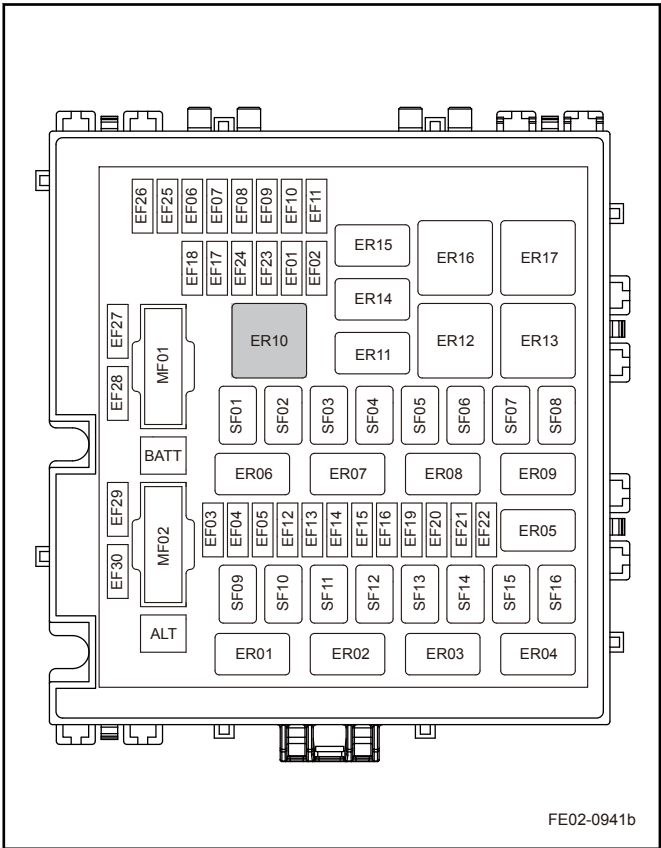 EF26 EF25 EF06 EF07 EF08 EF09 EF10 EF11
EF18 EF17 EF24 EF23 EF01 EF02
ER15 ER16 ER17
ER14
EF27 MF01 ER10 ER11 ER12 ER13
EF28 SF01 SF02 SF03 SF04 SF05 SF06 SF07 SF08
BATT ER06 ER07 ER08 ER09
EF29 MF02 EF03 EF04 EF05 EF12 EF13 EF14 EF15 EF16 EF19 EF20 EF21 EF22 ER05
EF30 SF09 SF10 SF11 SF12 SF13 SF14 SF15 SF16
ALT ER01 ER02 ER03 ER04
FE02-0941b